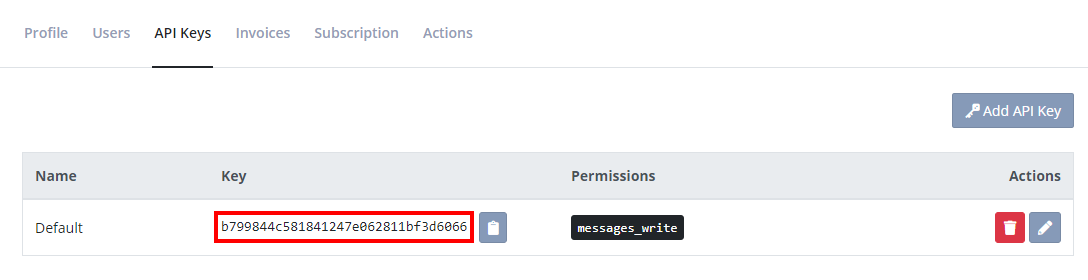 Profile Users API Keys Invoices Subscription Actions
Add API Key
Name Key Permissions Actions
Default b799844c581841247e062811bf3d6066 messages_write